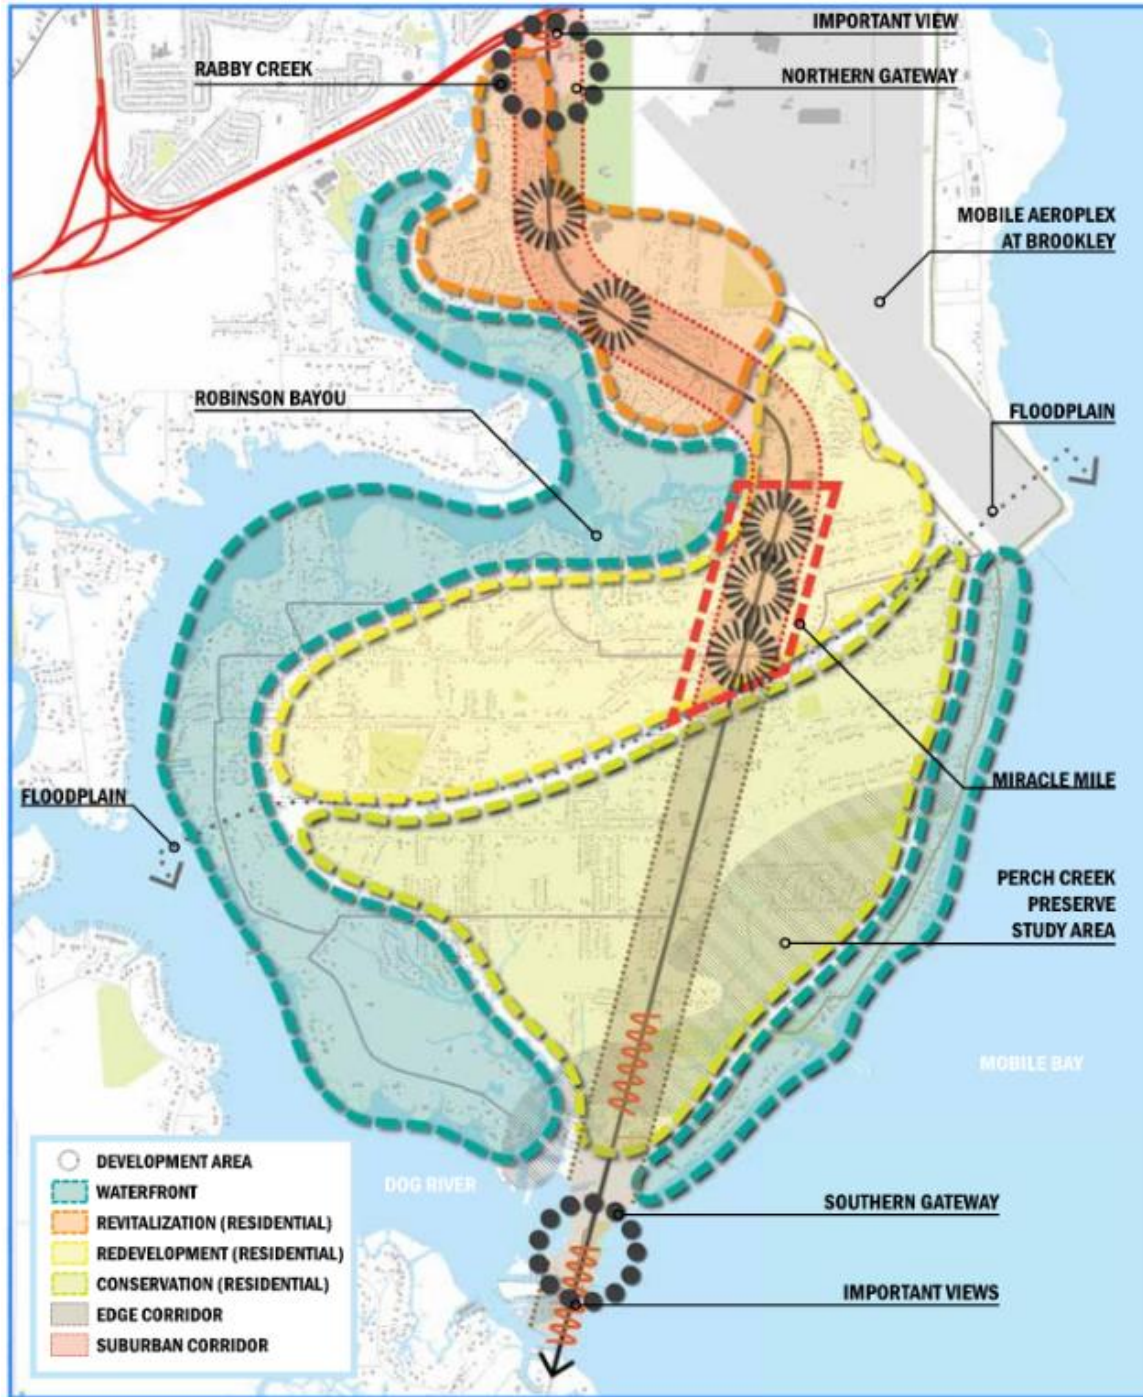 IMPORTANT VIEW
RABBY CREEK
NORTHERN GATEWAY
MOBILE AEROPLEX
AT BROOKLEY
ROBINSON BAYOU
FLOODPLAIN
MIRACLE MILE
FLOODPLAIN
PERCH CREEK
PRESERVE
STUDY AREA
MOBILE BAY
DOG RIVER
SOUTHERN GATEWAY
IMPORTANT VIEWS
DEVELOPMENT AREA
WATERFRONT
REVITALIZATION (RESIDENTIAL)
REDEVELOPMENT (RESIDENTIAL)
CONSERVATION (RESIDENTIAL)
EDGE CORRIDOR
SUBURBAN CORRIDOR